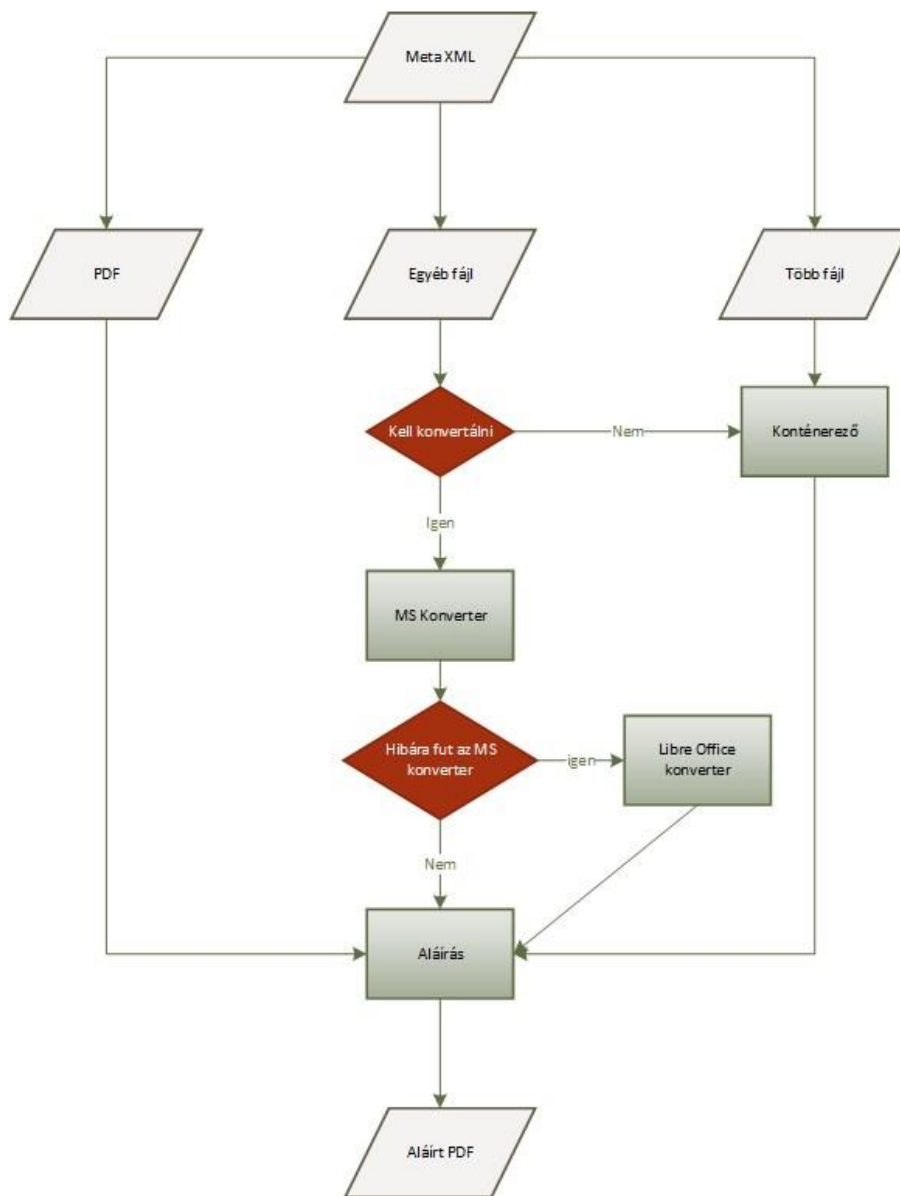 Meta XML
PDF
Egyéb fájl
Több fájl
Kell konvertálni
Nem
Konténerező
Igen
MS Konverter
Hibára fut az MS
konverter
igen
Libre Office
konverter
Nem
Aláírás
Aláírt PDF